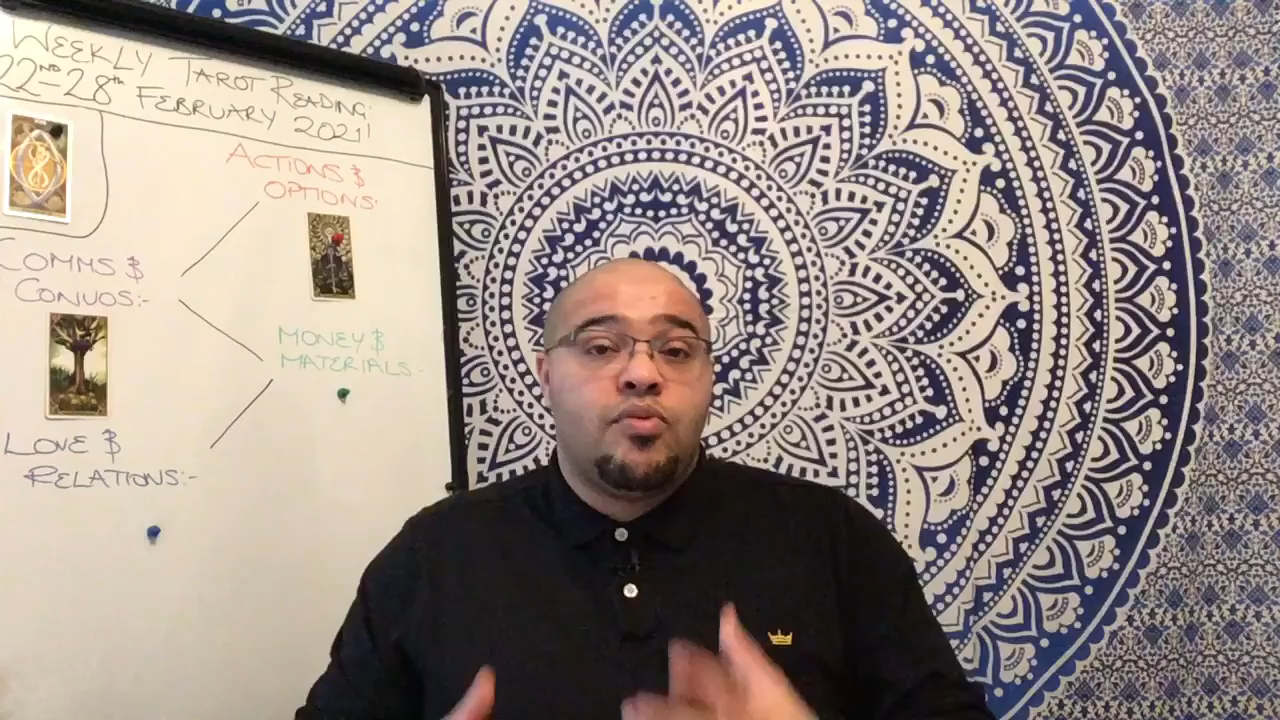 WEEKLY TAROT READING:
22ND-28TH FEBRUARY 2021!
ACTIONS &
OPTIONS:-
COMMS &
CONVOS:-
MONEY &
MATERIALS:-
LOVE &
RELATIONS:-